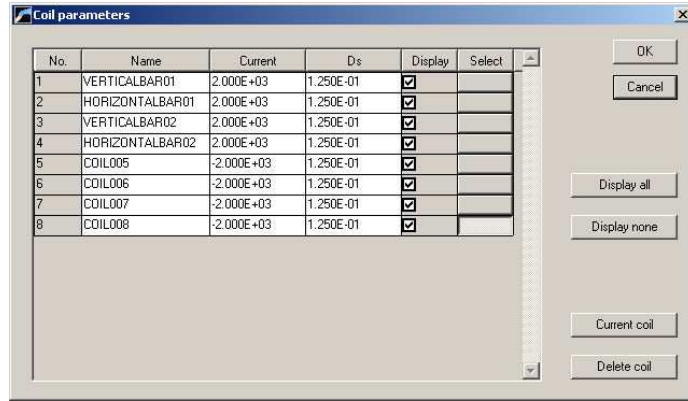 Coil parameters
No. Name Current Ds Display Select
1 VERTICALBAR01 2.000E+03 1.250E-01
2 HORIZONTALBAR01 2.000E+03 1.250E-01
3 VERTICALBAR02 2.000E+03 1.250E-01
4 HORIZONTALBAR02 2.000E+03 1.250E-01
5 COIL005 -2.000E+03 1.250E-01
6 COIL006 -2.000E+03 1.250E-01
7 COIL007 -2.000E+03 1.250E-01
8 COIL008 -2.000E+03 1.250E-01
OK
Cancel
Display all
Display none
Current coil
Delete coil